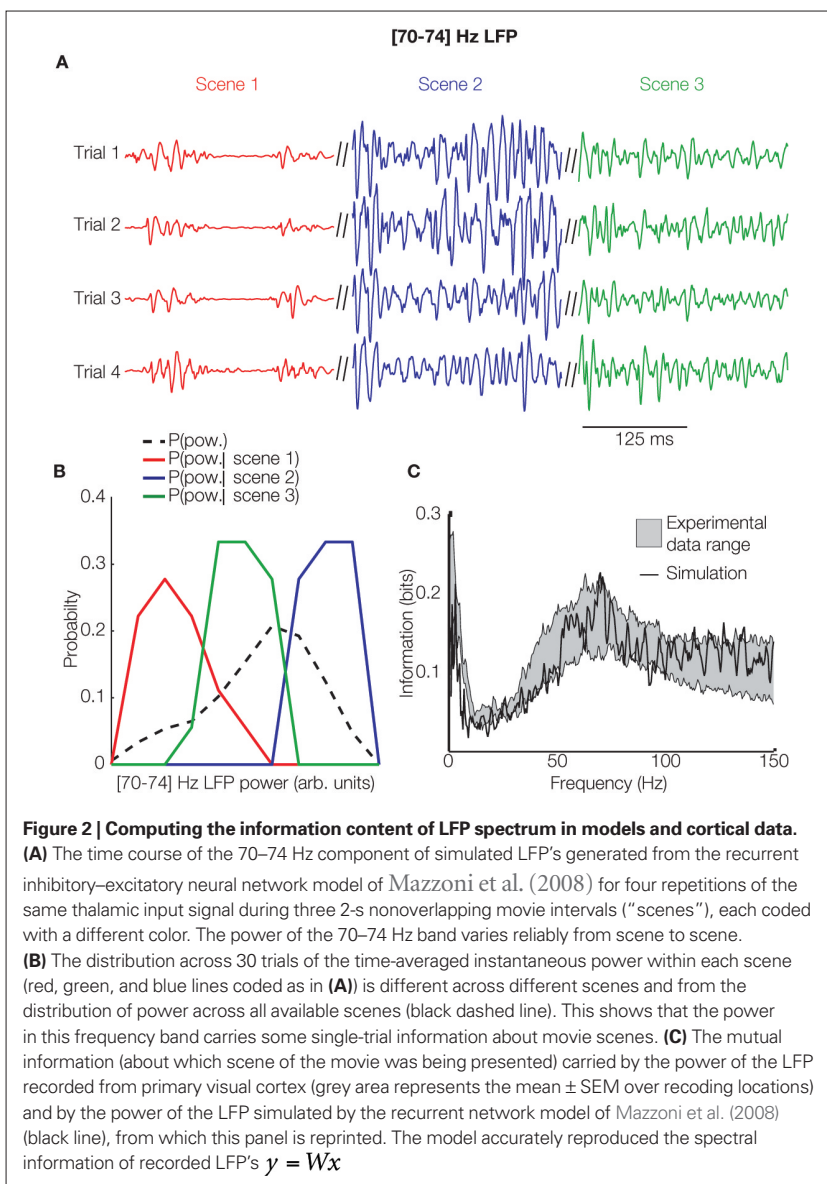 [70-74] Hz LFP
A
Scene 1 Scene 2 Scene 3
Trial 1
Trial 2
Trial 3
Trial 4
125 ms
B
P(pow.)
P(pow.| scene 1)
P(pow.| scene 2)
P(pow.| scene 3)
0.4
0.3
0.2
0.1
0
Probabilty
[70-74] Hz LFP power (arb. units)
C
0.3
0.2
0.1
Information (bits)
Experimental
data range
Simulation
0 50 100 150
Frequency (Hz)
Figure 2 | Computing the information content of LFP spectrum in models and cortical data.
(A) The time course of the 70–74 Hz component of simulated LFP's generated from the recurrent
inhibitory–excitatory neural network model of Mazzoni et al. (2008) for four repetitions of the
same thalamic input signal during three 2-s nonoverlapping movie intervals (“scenes”), each coded
with a different color. The power of the 70–74 Hz band varies reliably from scene to scene.
(B) The distribution across 30 trials of the time-averaged instantaneous power within each scene
(red, green, and blue lines coded as in (A)) is different across different scenes and from the
distribution of power across all available scenes (black dashed line). This shows that the power
in this frequency band carries some single-trial information about movie scenes. (C) The mutual
information (about which scene of the movie was being presented) carried by the power of the LFP
recorded from primary visual cortex (grey area represents the mean ± SEM over recoding locations)
and by the power of the LFP simulated by the recurrent network model of Mazzoni et al. (2008)
(black line), from which this panel is reprinted. The model accurately reproduced the spectral
information of recorded LFP's y = Wx